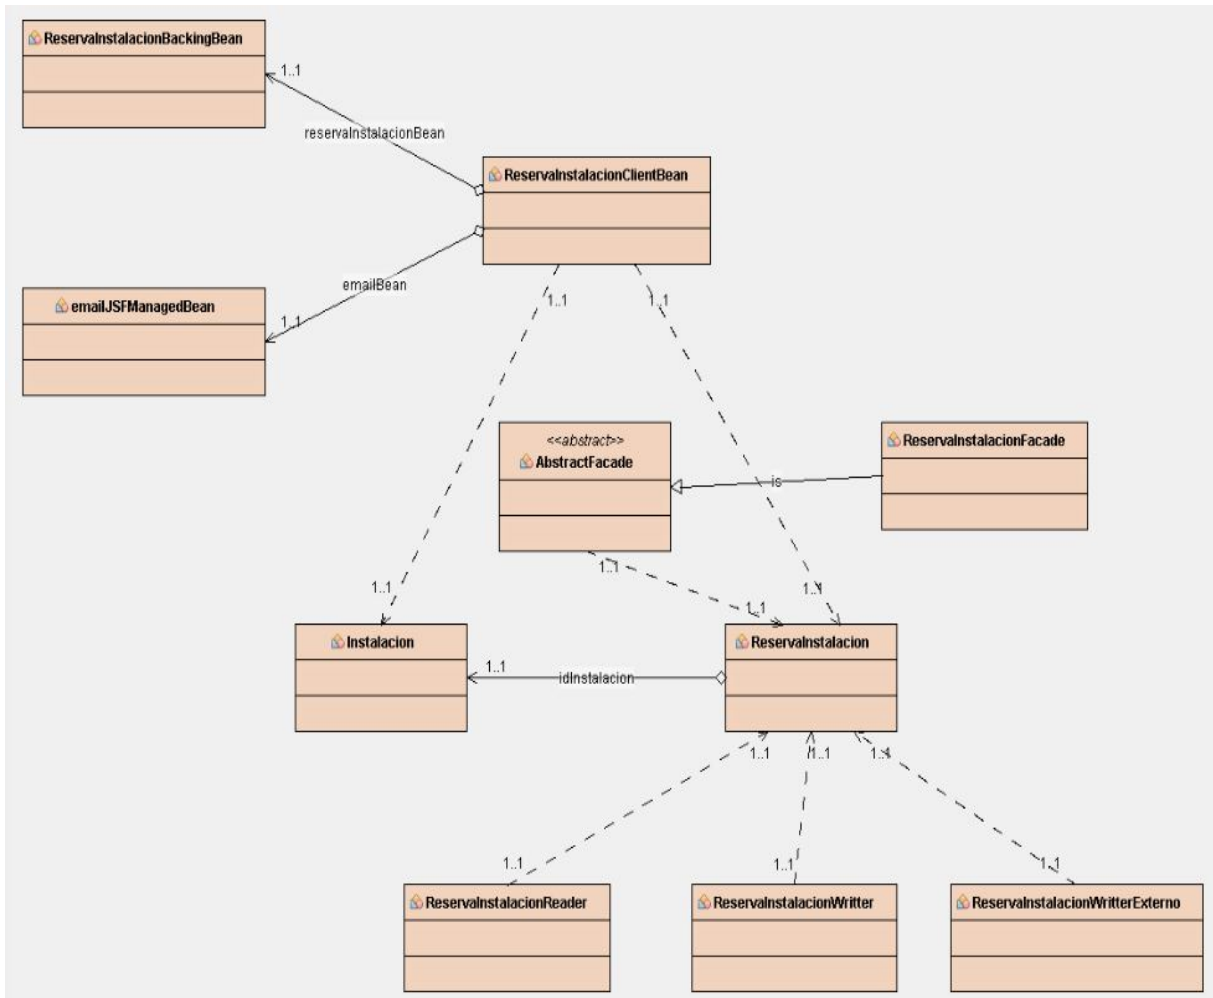 ReservaInstalacionBackingBean
1..1
reservaInstalacionBean
ReservaInstalacionClientBean
emailBean
emailJSFManagedBean
1..1
1..1
1..1
<<abstract>>
AbstractFacade
ReservaInstalacionFacade
is
1..1
1..1
1..1
1..1
1..1
Instalacion
ReservaInstalacion
1..1
idInstalacion
1..1
1..1
1..1
1..1
1..1
1..1
ReservaInstalacionReader
ReservaInstalacionWritter
ReservaInstalacionWritterExterno